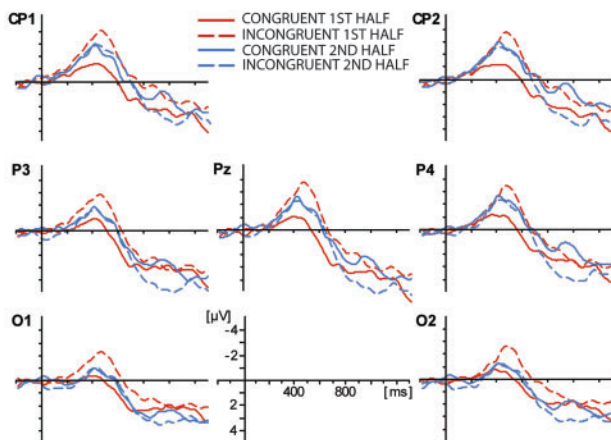 CP1
CONGRUENT 1ST HALF
INCONGRUENT 1ST HALF
CONGRUENT 2ND HALF
INCONGRUENT 2ND HALF
CP2
P3
Pz
P4
O1
[µV]
-4
-2
400
800
[ms]
2
4
O2